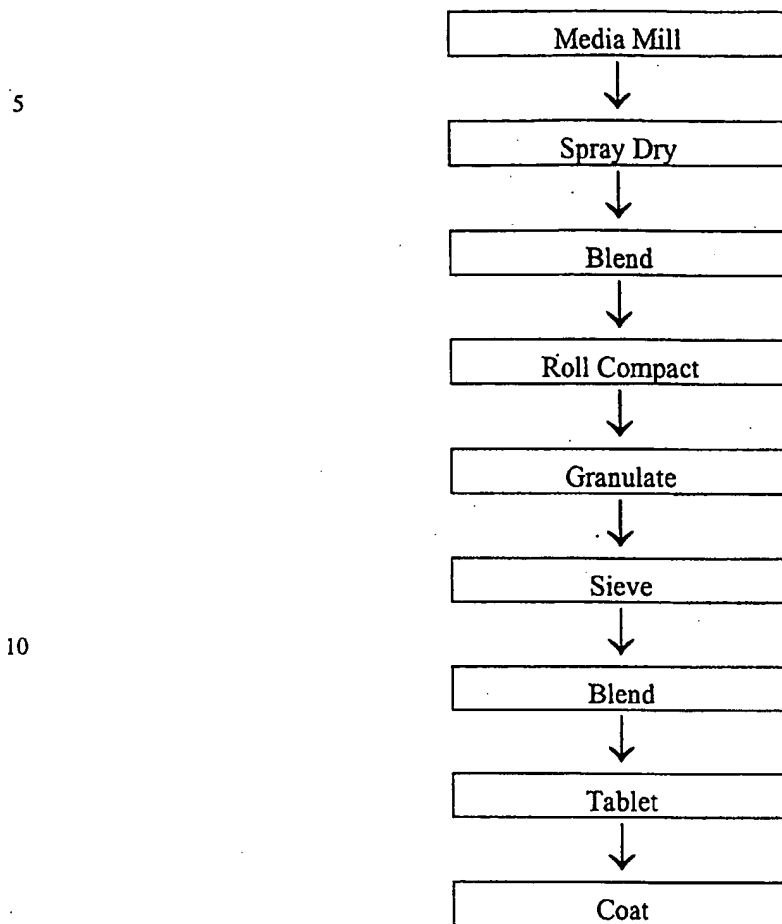 Media Mill
5
Spray Dry
Blend
Roll Compact
Granulate
Sieve
10
Blend
Tablet
Coat